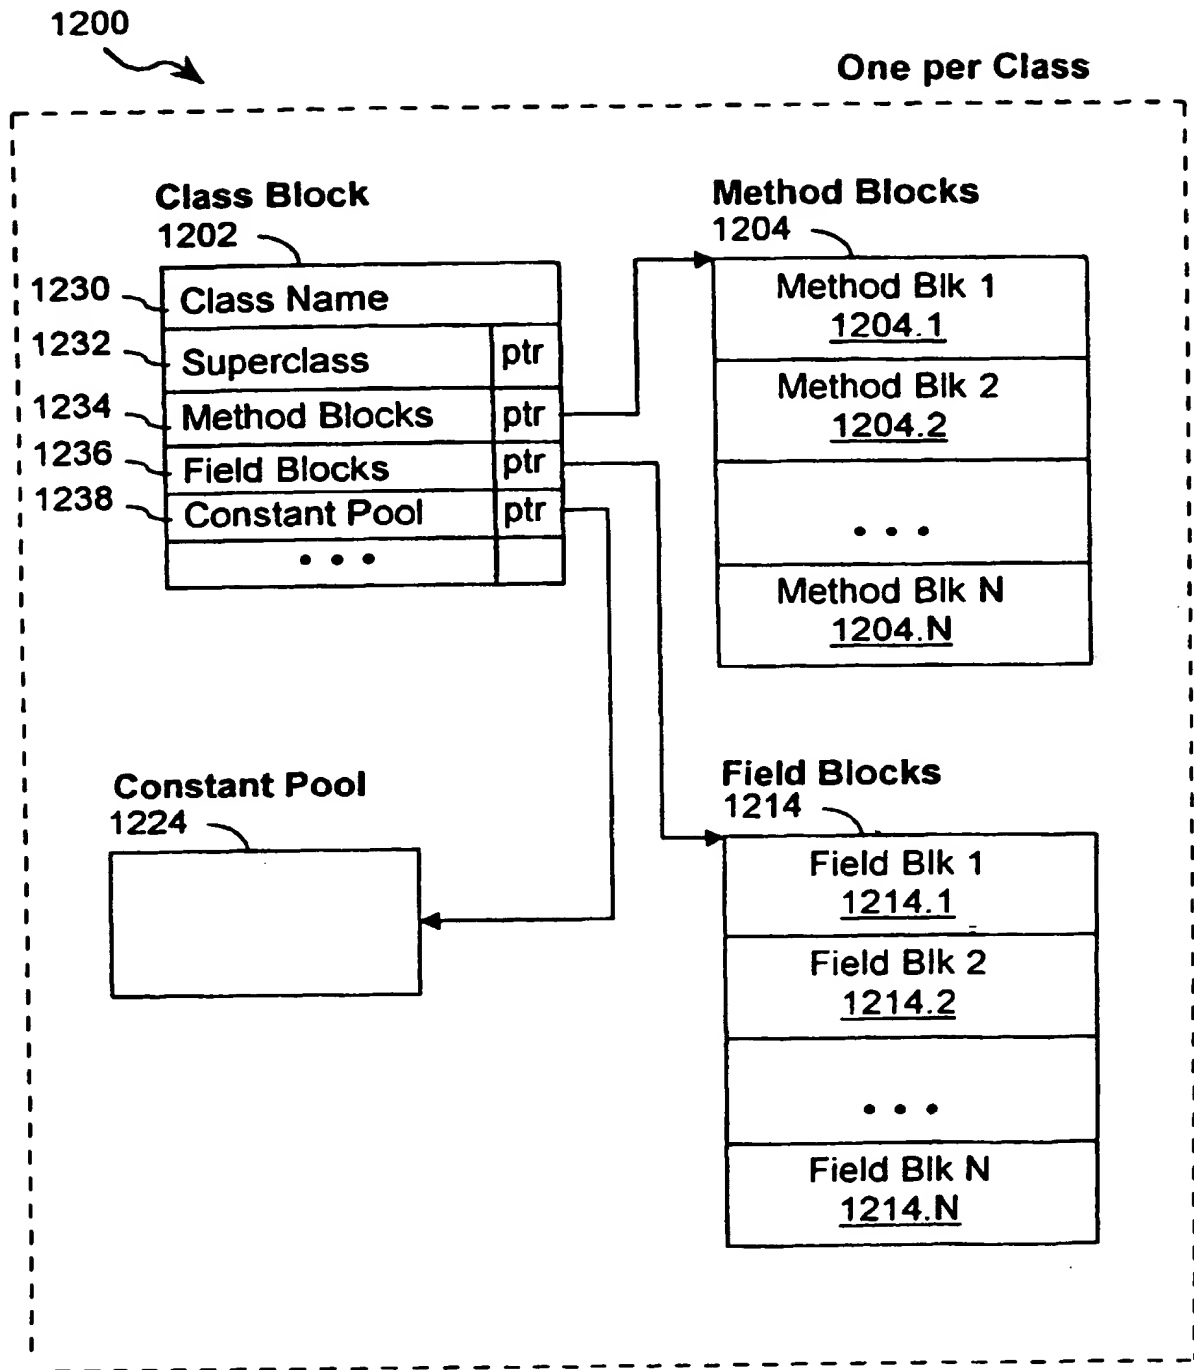 1200
One per Class
Class Block
1202
1230
Class Name
1232
Superclass ptr
1234
Method Blocks ptr
1236
Field Blocks ptr
1238
Constant Pool ptr
• • •
Method Blocks
1204
Method Blk 1
1204.1
Method Blk 2
1204.2
• • •
Method Blk N
1204.N
Constant Pool
1224
Field Blocks
1214
Field Blk 1
1214.1
Field Blk 2
1214.2
• • •
Field Blk N
1214.N